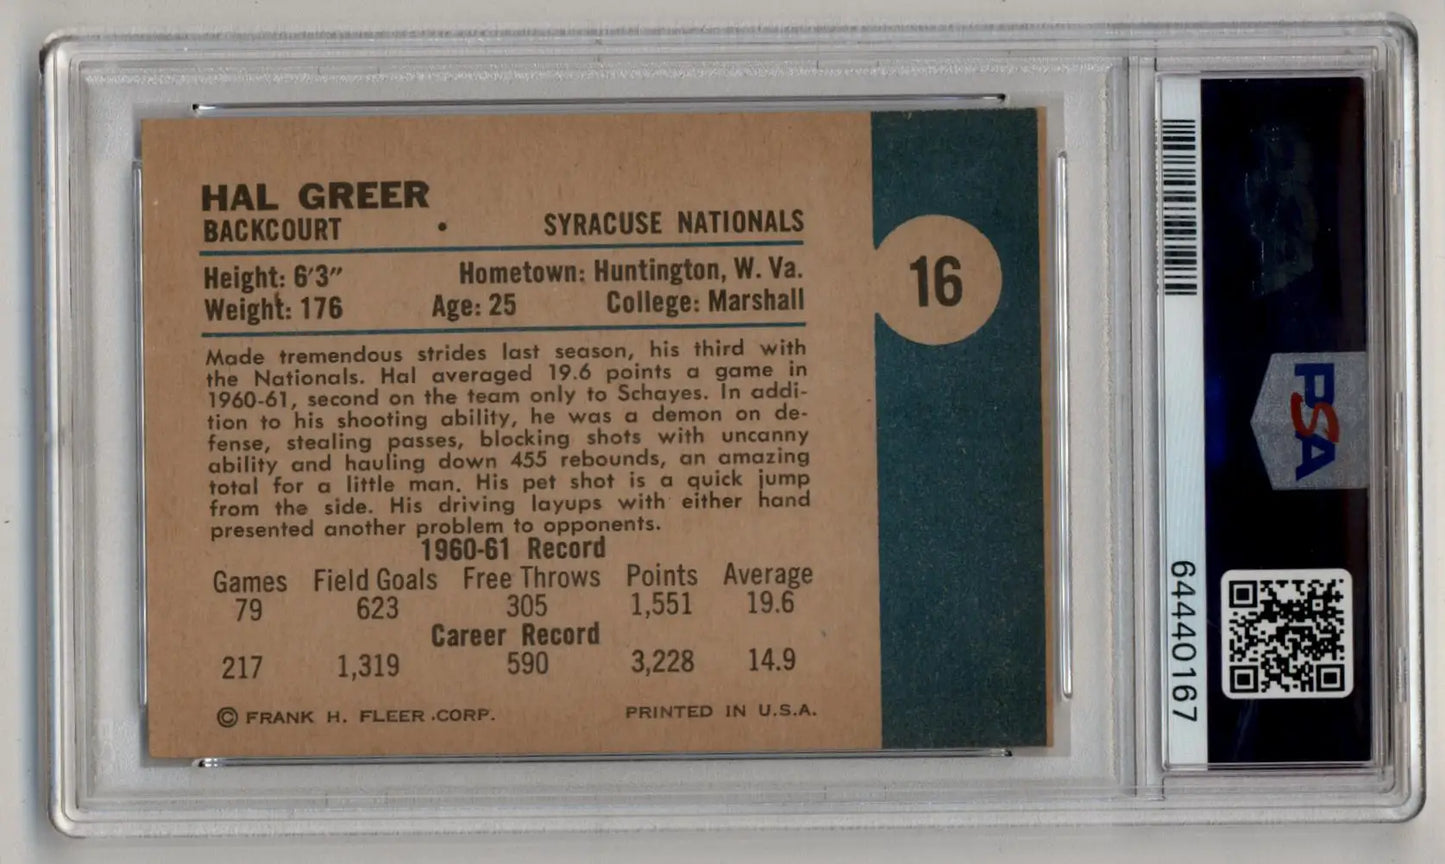 HAL GREER
BACKCOURT • SYRACUSE NATIONALS
Height: 6'3" Hometown: Huntington, W. Va.
Weight: 176 Age: 25 College: Marshall
16
Made tremendous strides last season, his third with
the Nationals. Hal averaged 19.6 points a game in
1960-61, second on the team only to Schayes. In addi-
tion to his shooting ability, he was a demon on de-
fense, stealing passes, blocking shots with uncanny
ability and hauling down 455 rebounds, an amazing
total for a little man. His pet shot is a quick jump
from the side. His driving layups with either hand
presented another problem to opponents.
1960-61 Record
Games Field Goals Free Throws Points Average
79 623 305 1,551 19.6
Career Record
217 1,319 590 3,228 14.9
© FRANK H. FLEER CORP. PRINTED IN U.S.A.
PSA
64440167